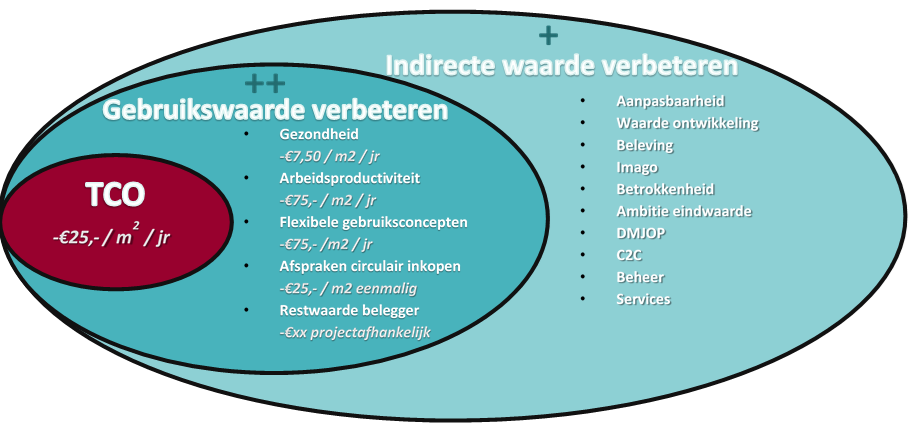 +
Indirecte waarde verbeteren
++
Gebruikswaarde verbeteren
• Gezondheid
-€7,50 / m2 / jr
• Arbeidsproductiviteit
-€75,- / m2 / jr
• Flexibele gebruiksconcepten
-€75,- /m2 / jr
• Afspraken circulair inkopen
-€25,- / m2 eenmalig
• Restwaarde belegger
-€xx projectafhankelijk
TCO
-€25,- / m² / jr
• Aanpasbaarheid
• Waarde ontwikkeling
• Beleving
• Imago
• Betrokkenheid
• Ambitie eindwaarde
• DMJOP
• C2C
• Beheer
• Services